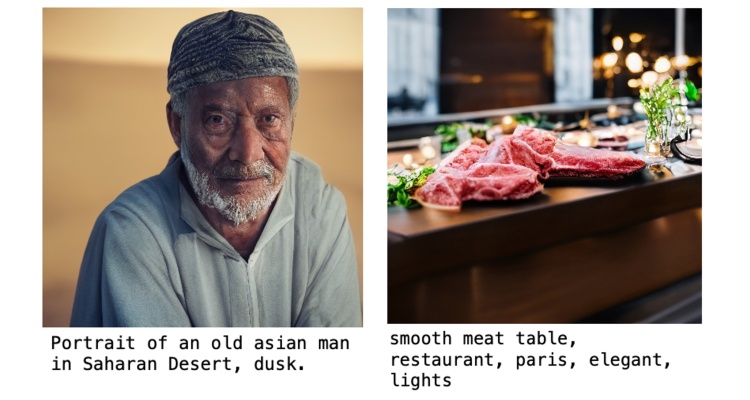 Portrait of an old asian man
in Saharan Desert, dusk.
smooth meat table,
restaurant, paris, elegant,
lights